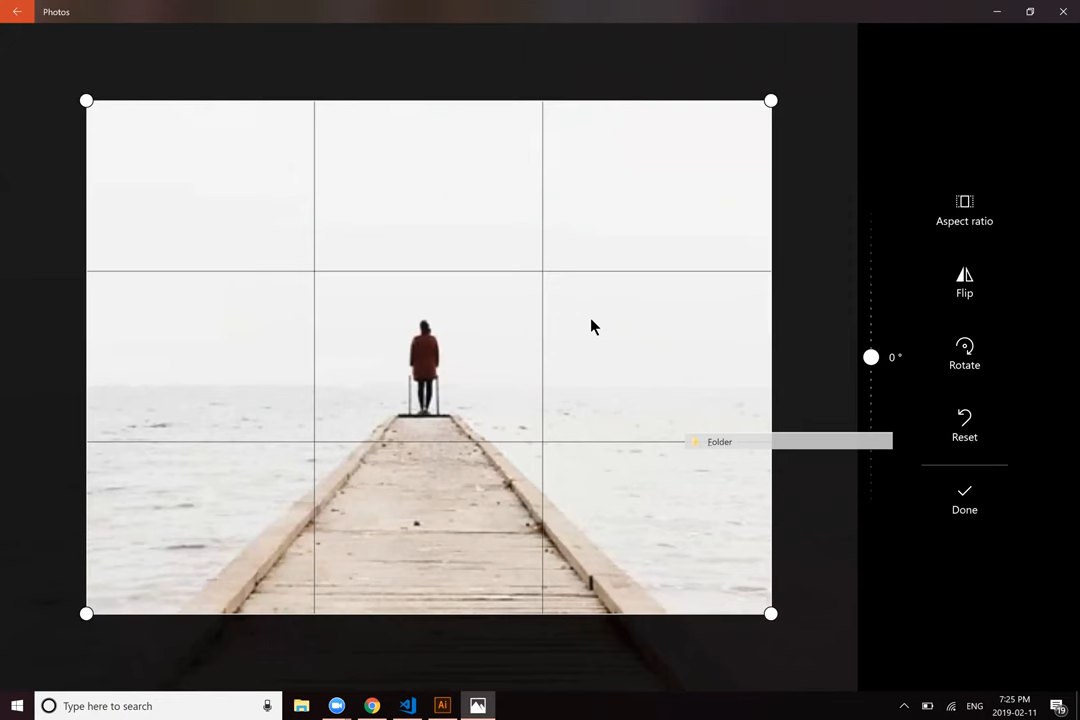 Photos
Aspect ratio
Flip
Rotate
0 °
Reset
Folder
Done
Type here to search
Ai
ENG
7:25 PM
2019-02-11
19